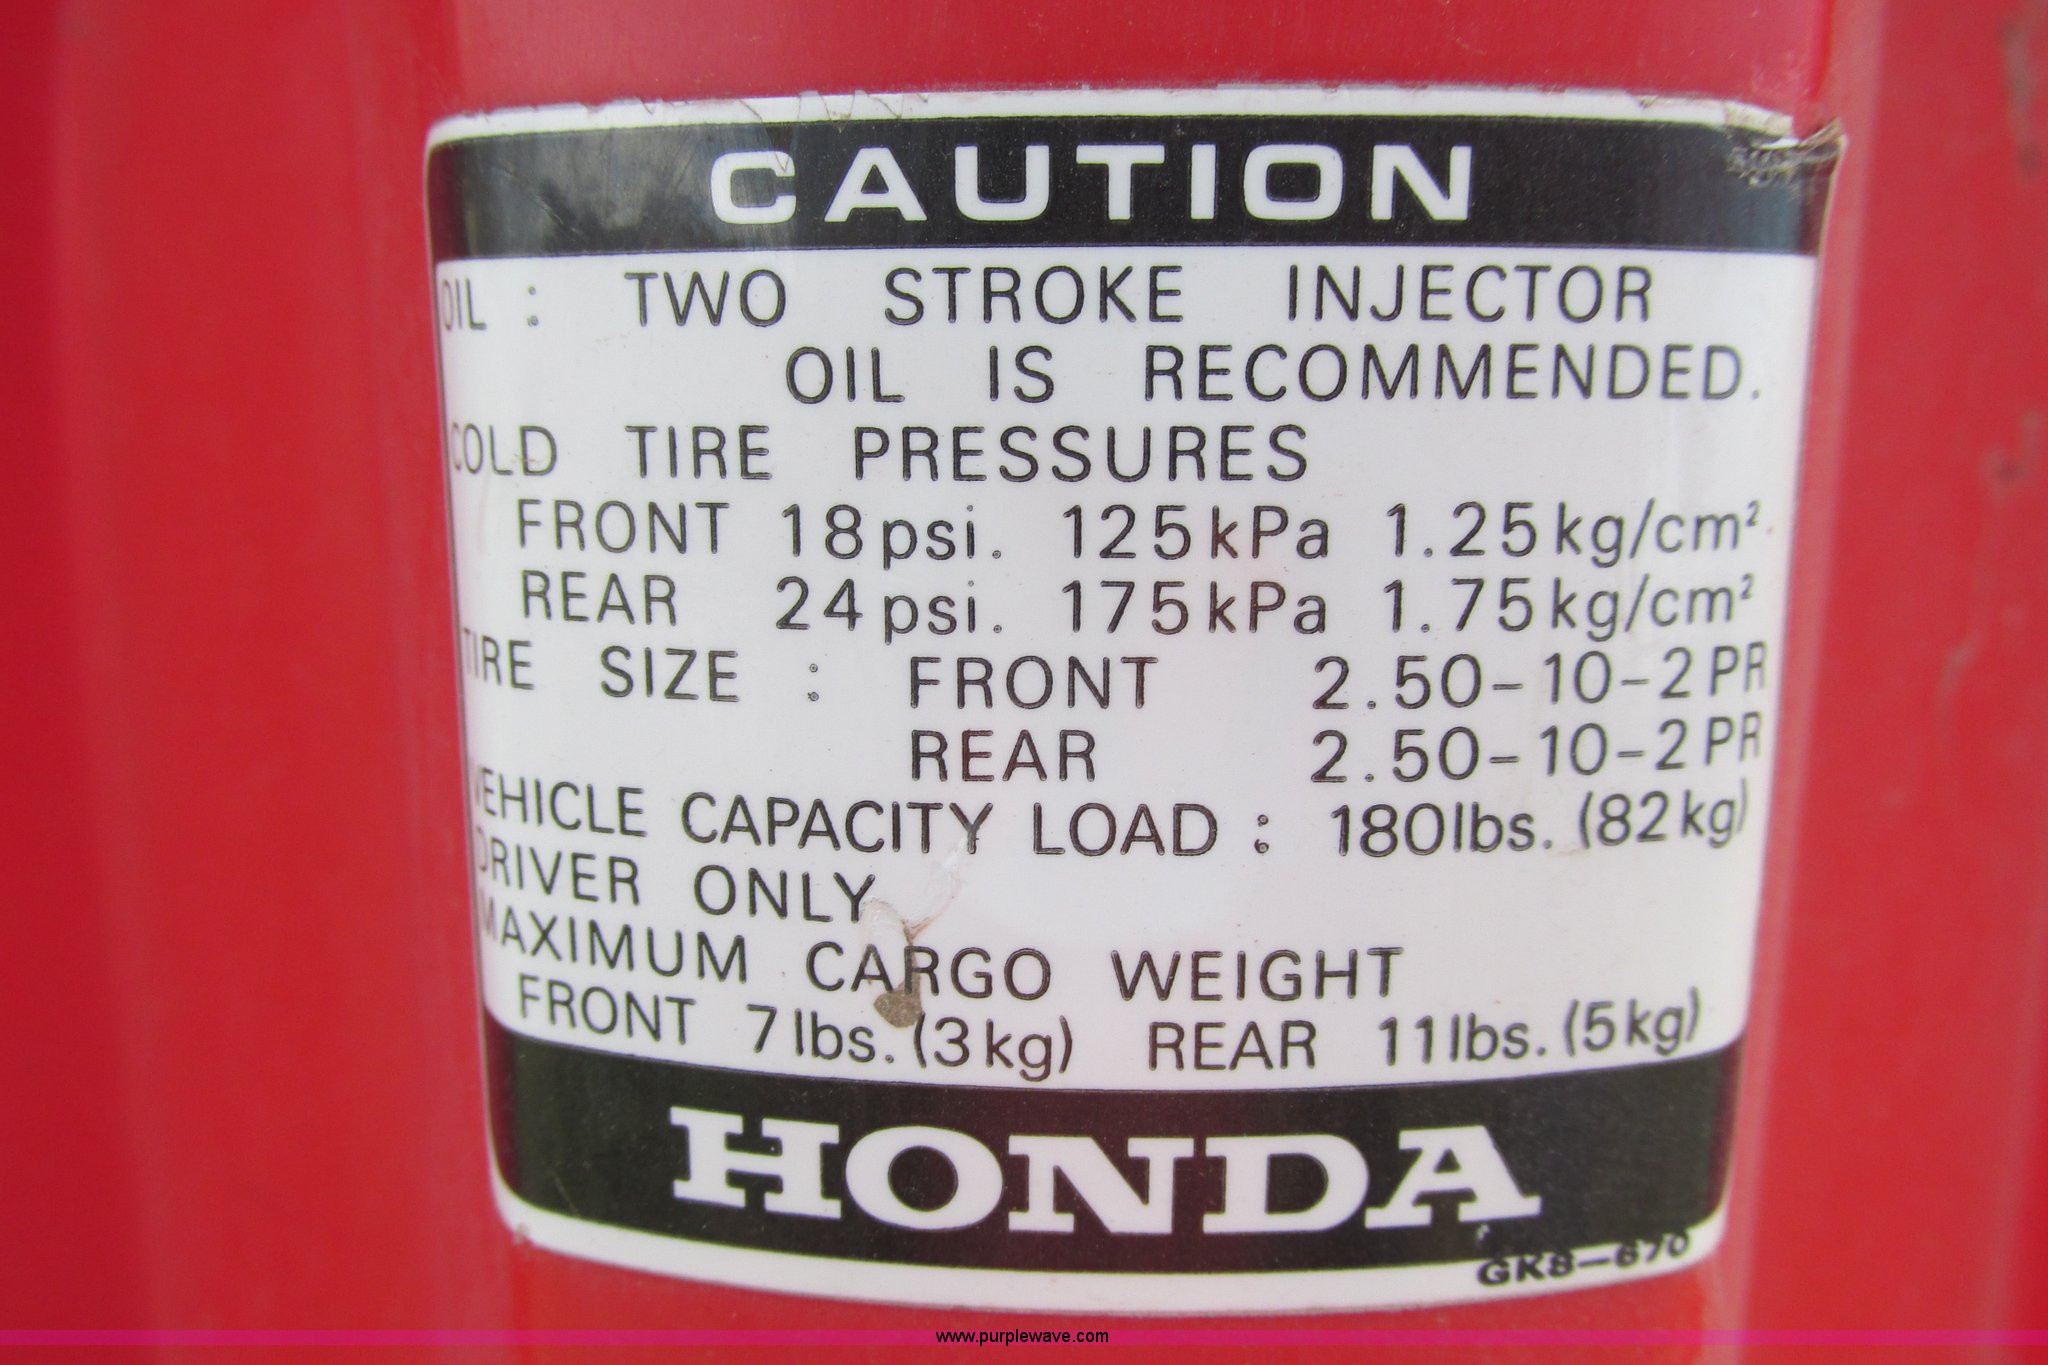 CAUTION
OIL : TWO STROKE INJECTOR
OIL IS RECOMMENDED.
COLD TIRE PRESSURES
FRONT 18psi. 125kPa 1.25kg/cm².
REAR 24psi. 175kPa 1.75kg/cm²
TIRE SIZE : FRONT 2.50-10-2PR
REAR 2.50-10-2PR
VEHICLE CAPACITY LOAD : 180lbs. (82kg)
DRIVER ONLY
MAXIMUM CARGO WEIGHT
FRONT 7lbs. (3kg) REAR 11lbs. (5kg)
HONDA
GK8-670
www.purplewave.com